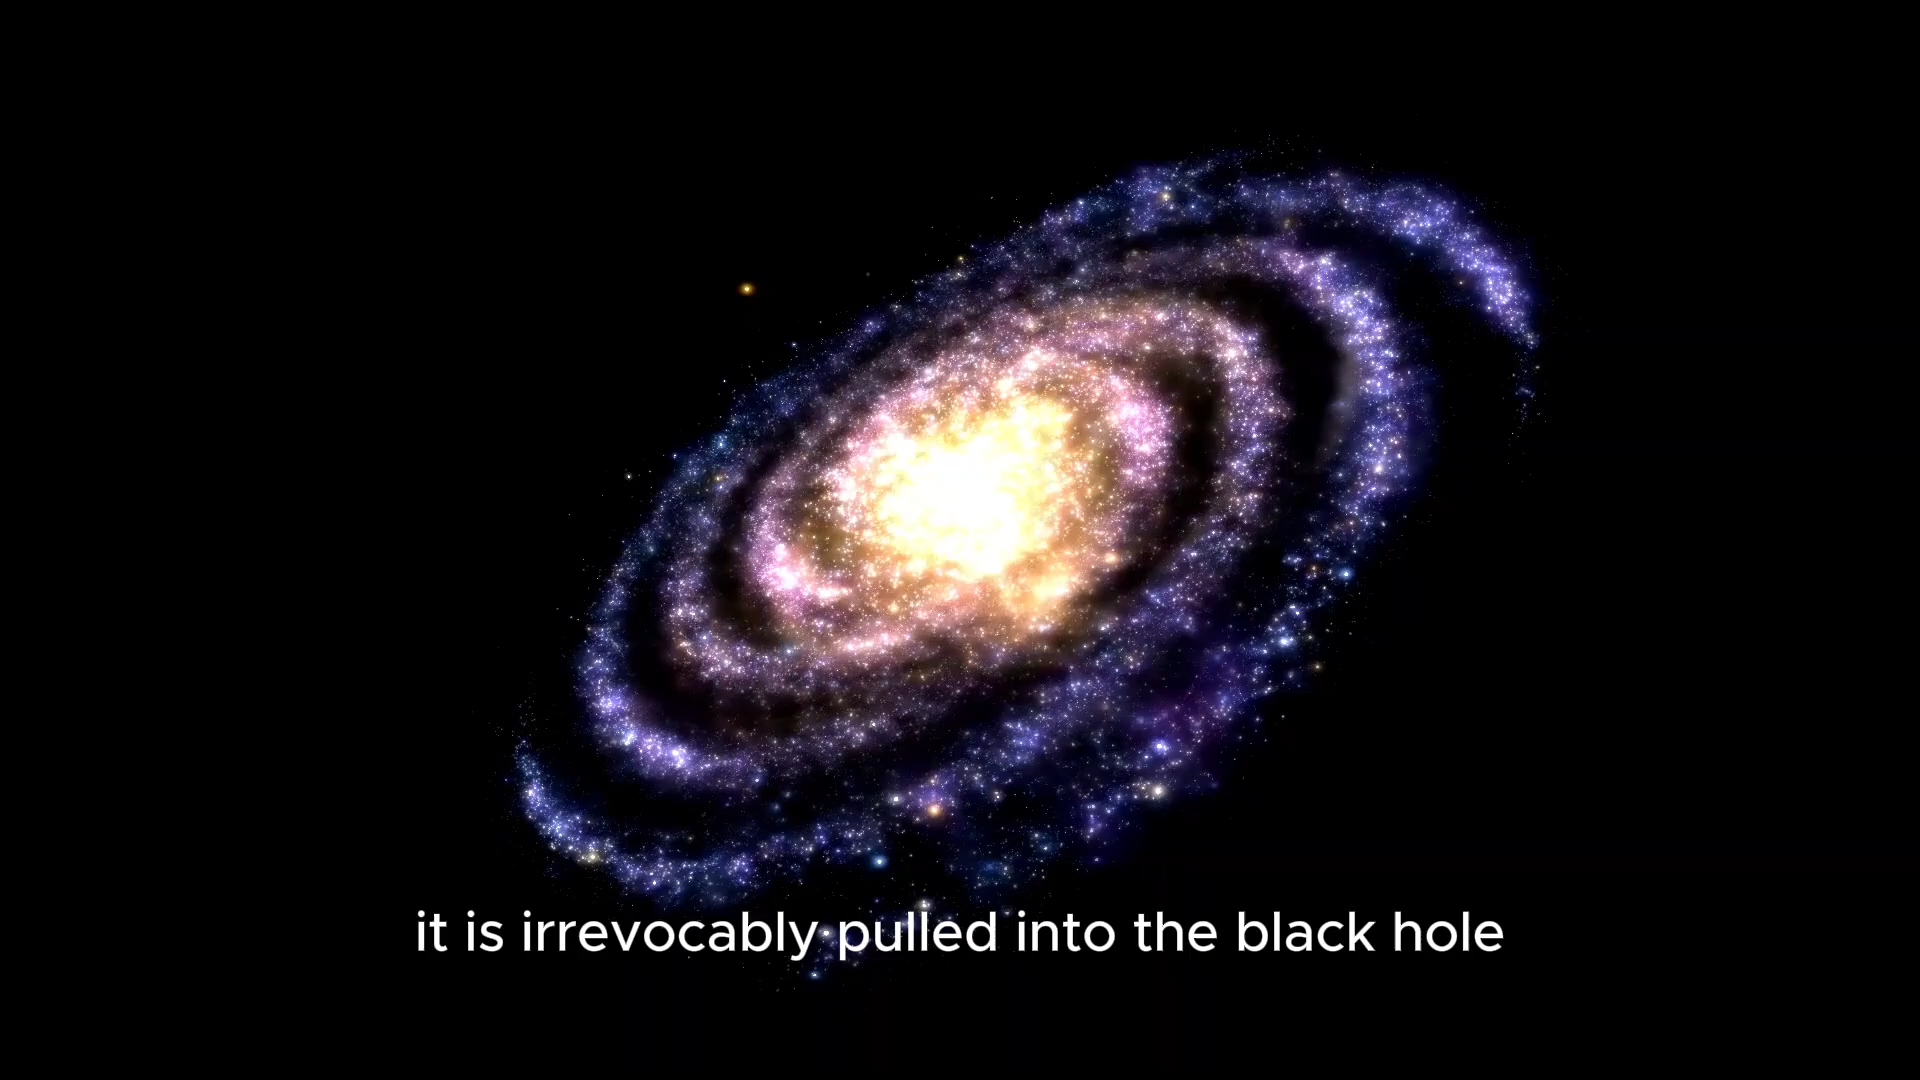 it is irrevocably pulled into the black hole